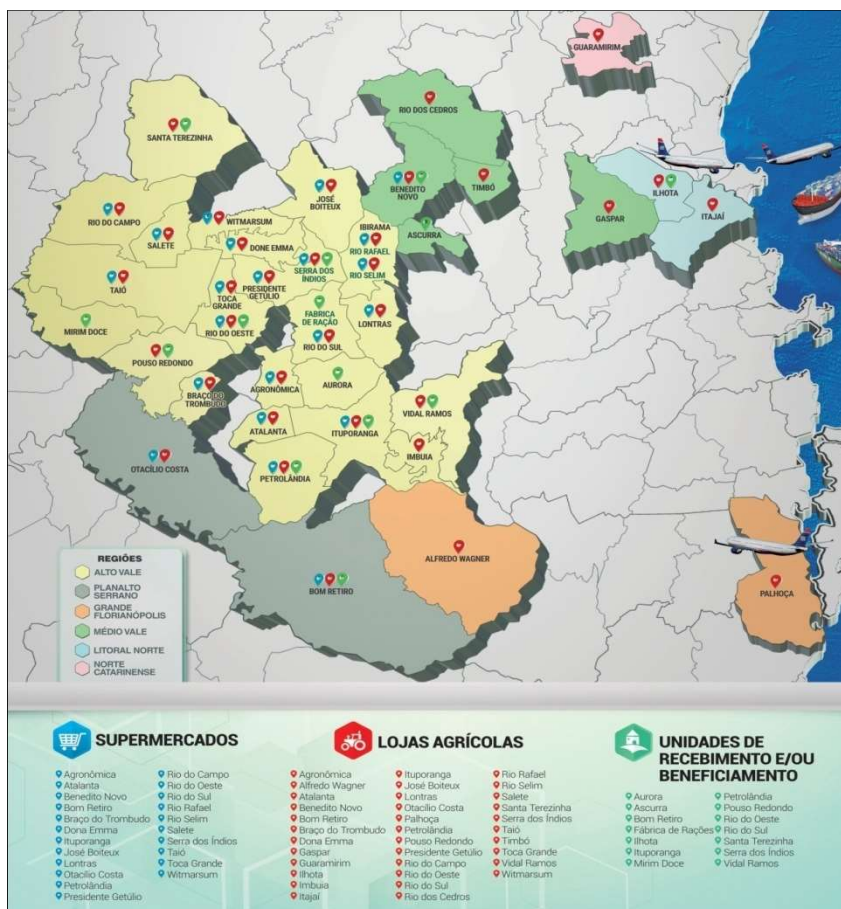 GUARAMIRIM
RIO DOS CEDROS
SANTA TEREZINHA
BENEDITO NOVO
TIMBÓ
ILHOTA
JOSÉ BOITEUX
GASPAR
ITAJAÍ
RIO DO CAMPO
WITMARSUM
IBIRAMA
ASCURRA
SALETE
DONE EMMA
RIO RAFAEL
SERRA DOS ÍNDIOS
RIO SELIM
TAIÓ
TOCA GRANDE
PRESIDENTE GETÚLIO
FABRICA DE RAÇÃO
LONTRAS
MIRIM DOCE
RIO DO OESTE
RIO DO SUL
POUSO REDONDO
BRAÇO DO TROMBUDO
AGRONÔMICA
AURORA
VIDAL RAMOS
ATALANTA
ITUPORANGA
IMBUIA
OTACÍLIO COSTA
PETROLÂNDIA
ALFREDO WAGNER
BOM RETIRO
PALHOÇA
REGIÕES
ALTO VALE
PLANALTO
SERRANO
GRANDE
FLORIANÓPOLIS
MÉDIO VALE
LITORAL NORTE
NORTE
CATARINENSE
SUPERMERCADOS
Agronômica
Atalanta
Benedito Novo
Bom Retiro
Braço do Trombudo
Dona Emma
Ituporanga
José Boiteux
Lontras
Otacílio Costa
Petrolândia
Presidente Getúlio
Rio do Campo
Rio do Oeste
Rio do Sul
Rio Rafael
Rio Selim
Salete
Serra dos Índios
Taió
Toca Grande
Witmarsum
LOJAS AGRÍCOLAS
Agronômica
Alfredo Wagner
Atalanta
Benedito Novo
Bom Retiro
Braço do Trombudo
Dona Emma
Gaspar
Guaramirim
Ilhota
Imbuia
Itajaí
Ituporanga
José Boiteux
Lontras
Otacílio Costa
Palhoça
Petrolândia
Pouso Redondo
Presidente Getúlio
Rio do Campo
Rio do Oeste
Rio do Sul
Rio dos Cedros
Rio Rafael
Rio Selim
Salete
Santa Terezinha
Serra dos Índios
Taió
Timbó
Toca Grande
Vidal Ramos
Witmarsum
UNIDADES DE
RECEBIMENTO E/OU
BENEFICIAMENTO
Aurora
Ascurra
Bom Retiro
Fábrica de Rações
Ilhota
Ituporanga
Mirim Doce
Petrolândia
Pouso Redondo
Rio do Oeste
Rio do Sul
Santa Terezinha
Serra dos Índios
Vidal Ramos